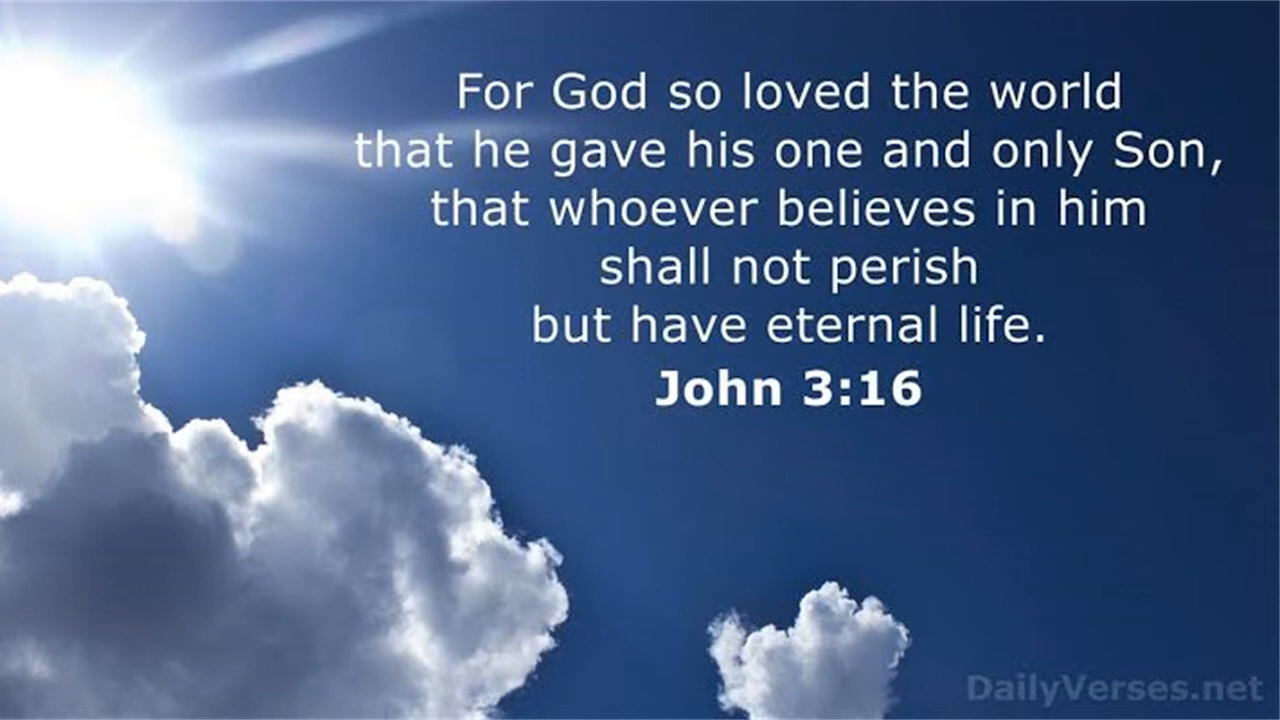 For God so loved the world
that he gave his one and only Son,
that whoever believes in him
shall not perish
but have eternal life.
John 3:16
DailyVerses.net